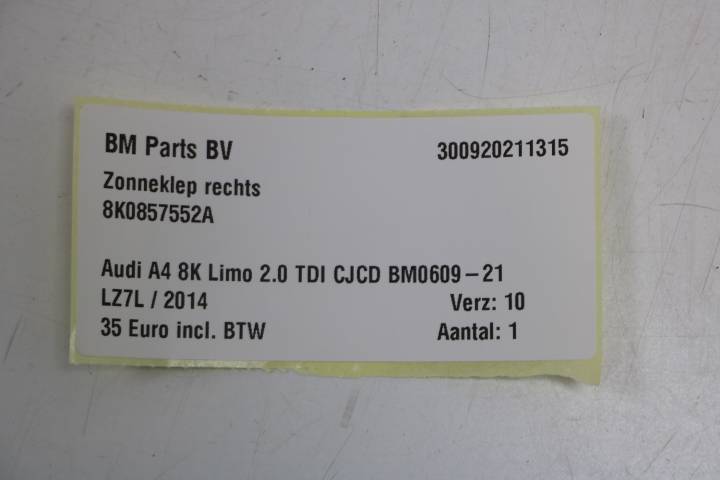 BM Parts BV 300920211315
Zonneklep rechts
8K0857552A
Audi A4 8K Limo 2.0 TDI CJCD BM0609-21
LZ7L / 2014 Verz: 10
35 Euro incl. BTW Aantal: 1